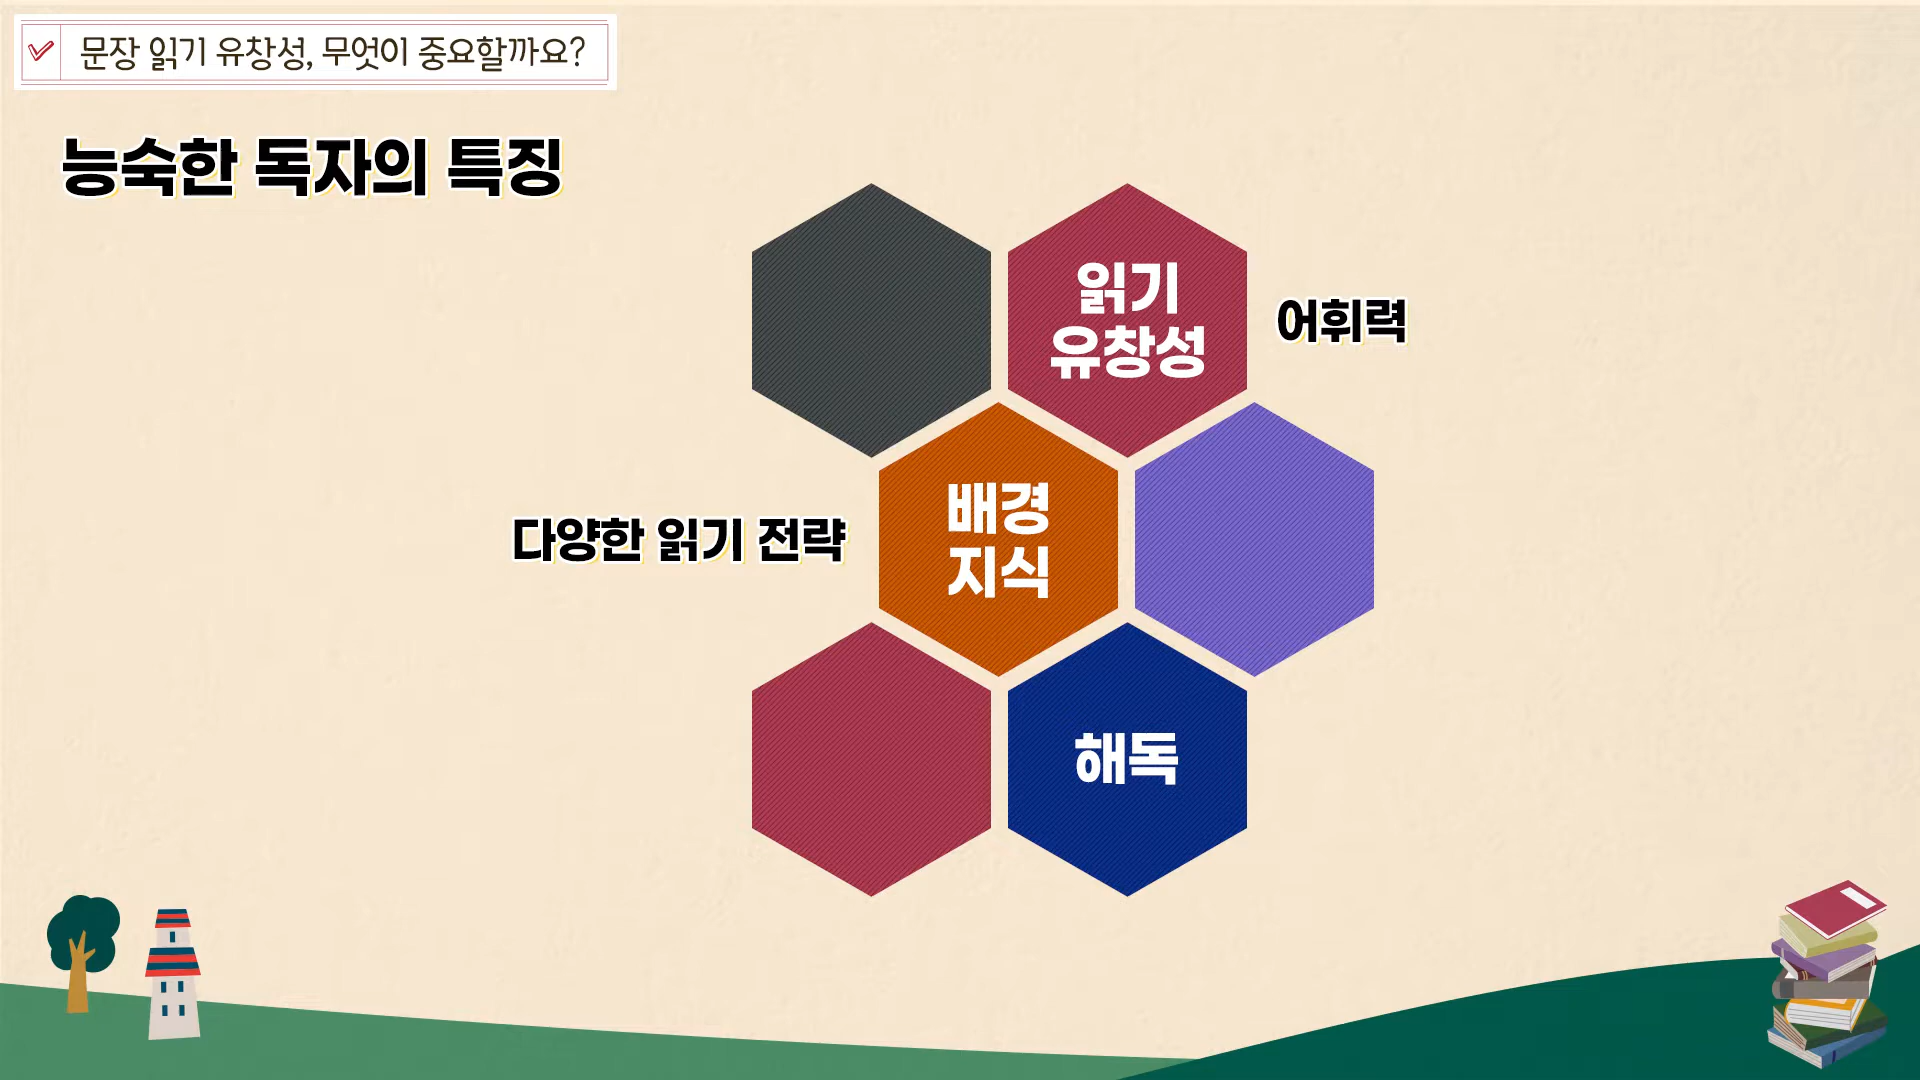 문장 읽기 유창성, 무엇이 중요할까요?
능숙한 독자의 특징
읽기
유창성
어휘력
다양한 읽기 전략
배경
지식
해독